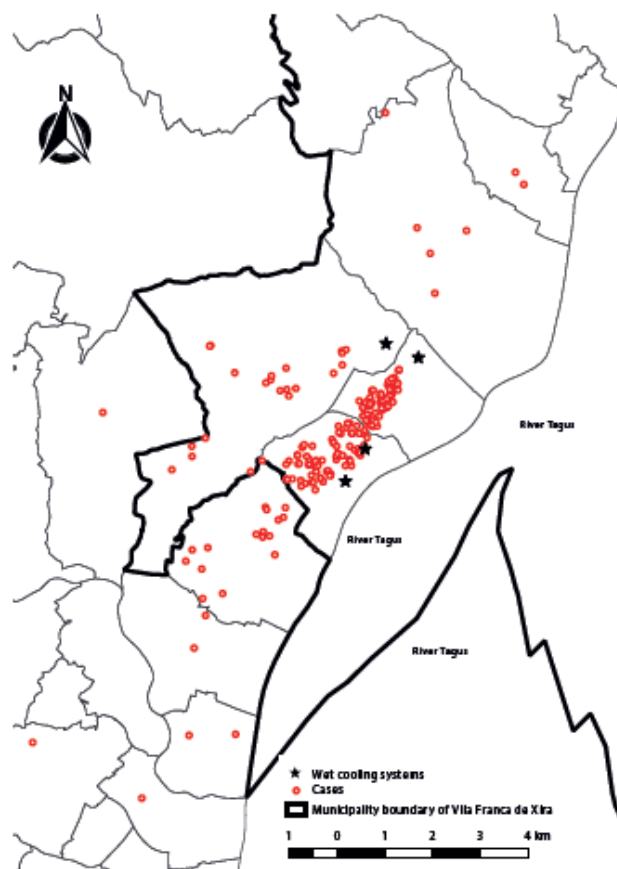 N
River Tagus
River Tagus
River Tagus
Wet cooling systems
Cases
Municipality boundary of Vila Franca de Xira
1 0 1 2 3 4 km